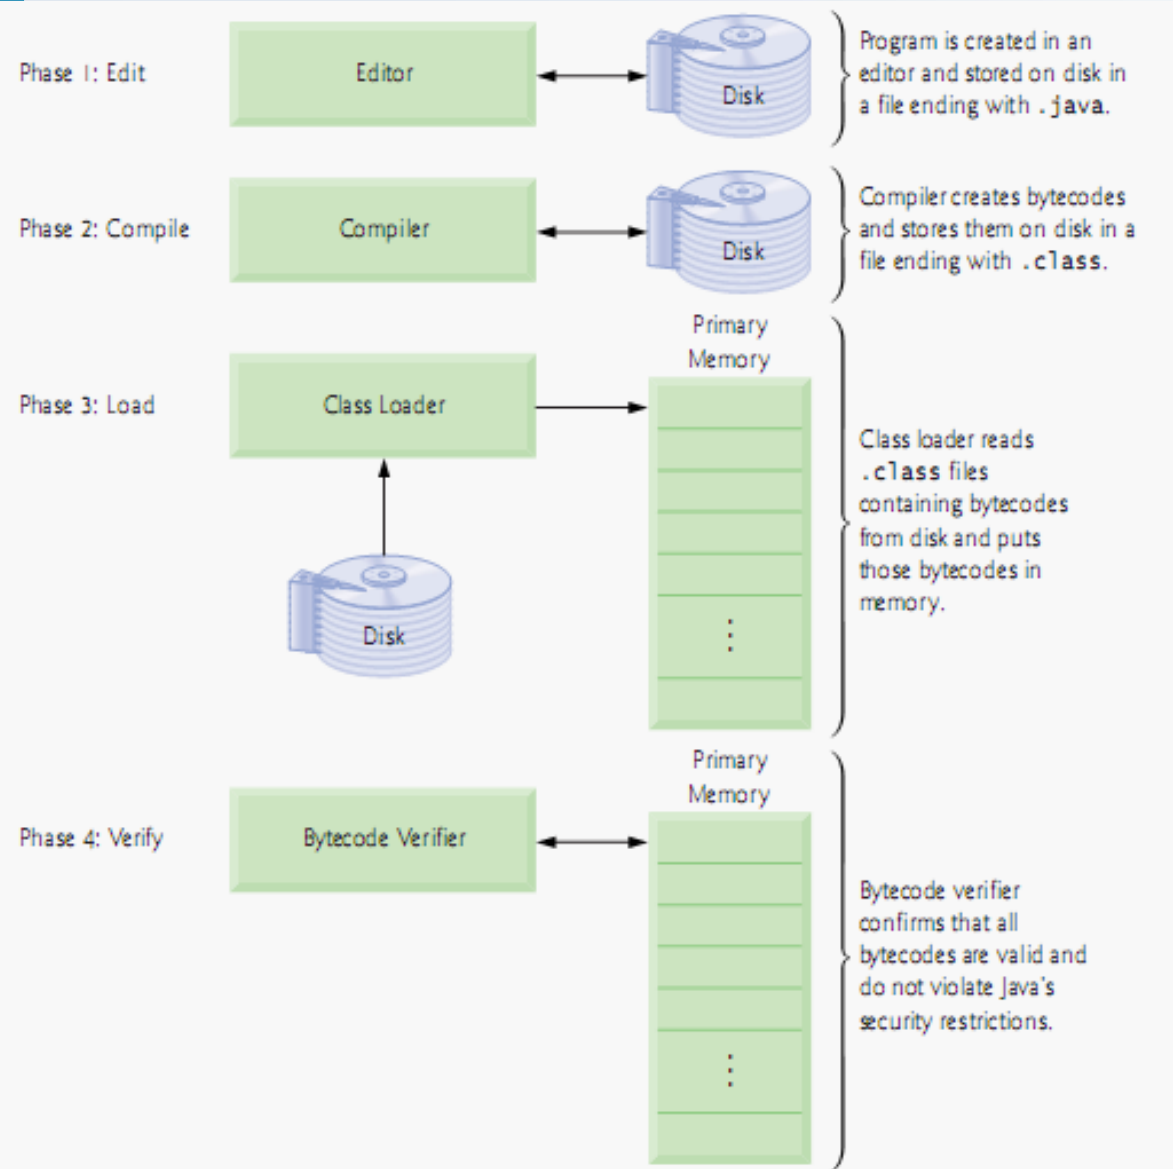 Phase 1: Edit
Editor
Disk
Program is created in an
editor and stored on disk in
a file ending with .java.
Phase 2: Compile
Compiler
Disk
Compiler creates bytecodes
and stores them on disk in a
file ending with .class.
Primary
Memory
Phase 3: Load
Class Loader
Disk
Class loader reads
.class files
containing bytecodes
from disk and puts
those bytecodes in
memory.
Primary
Memory
Phase 4: Verify
Bytecode Verifier
Bytecode verifier
confirms that all
bytecodes are valid and
do not violate Java's
security restrictions.